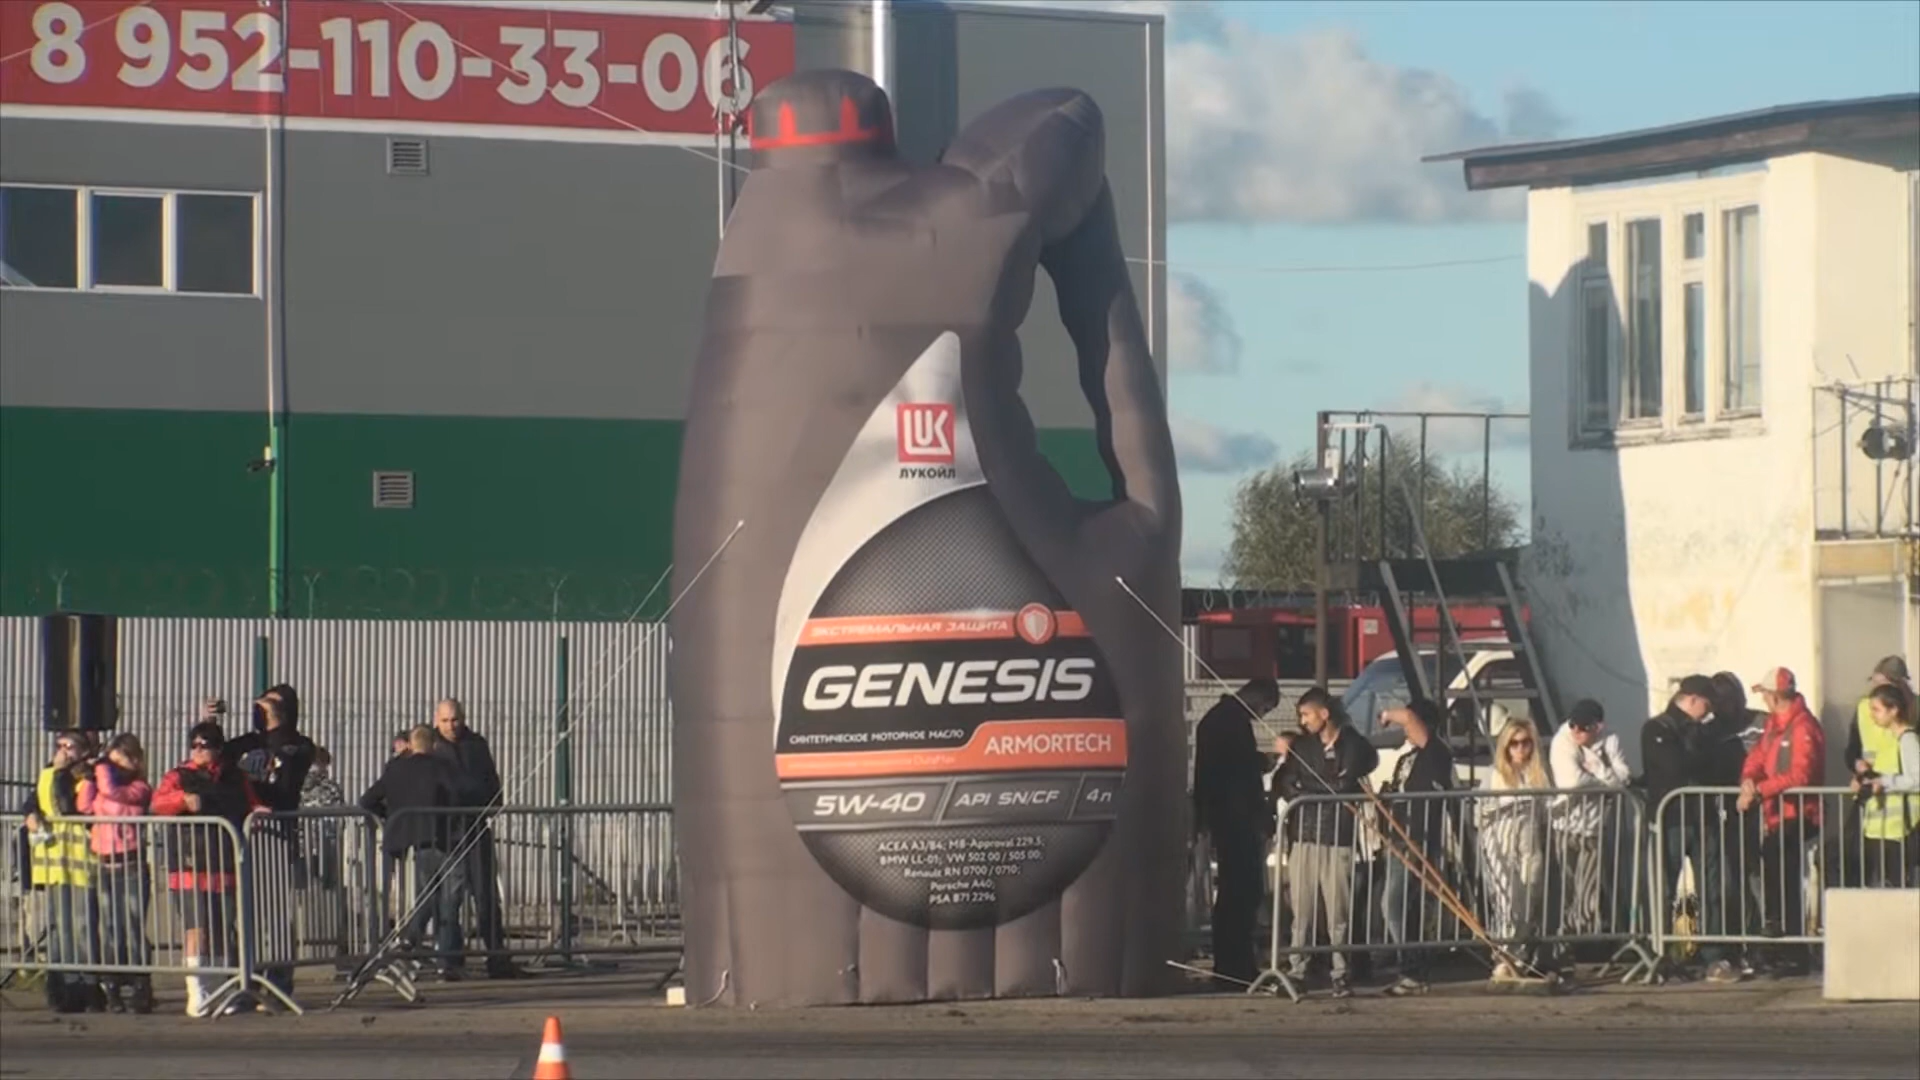 8 952-110-33-06
LUK
ЛУКОЙЛ
ЭКСТРЕМАЛЬНАЯ ЗАЩИТА
GENESIS
СИНТЕТИЧЕСКОЕ МОТОРНОЕ МАСЛО
ARMORTECH
DuraMax
5W-40 API SN/CF 4л
ACEA A3/B4; MB-Approval 229.5;
BMW LL-01; VW 502 00 / 505 00;
Renault RN 0700 / 0710;
Porsche A40;
PSA B71 2296